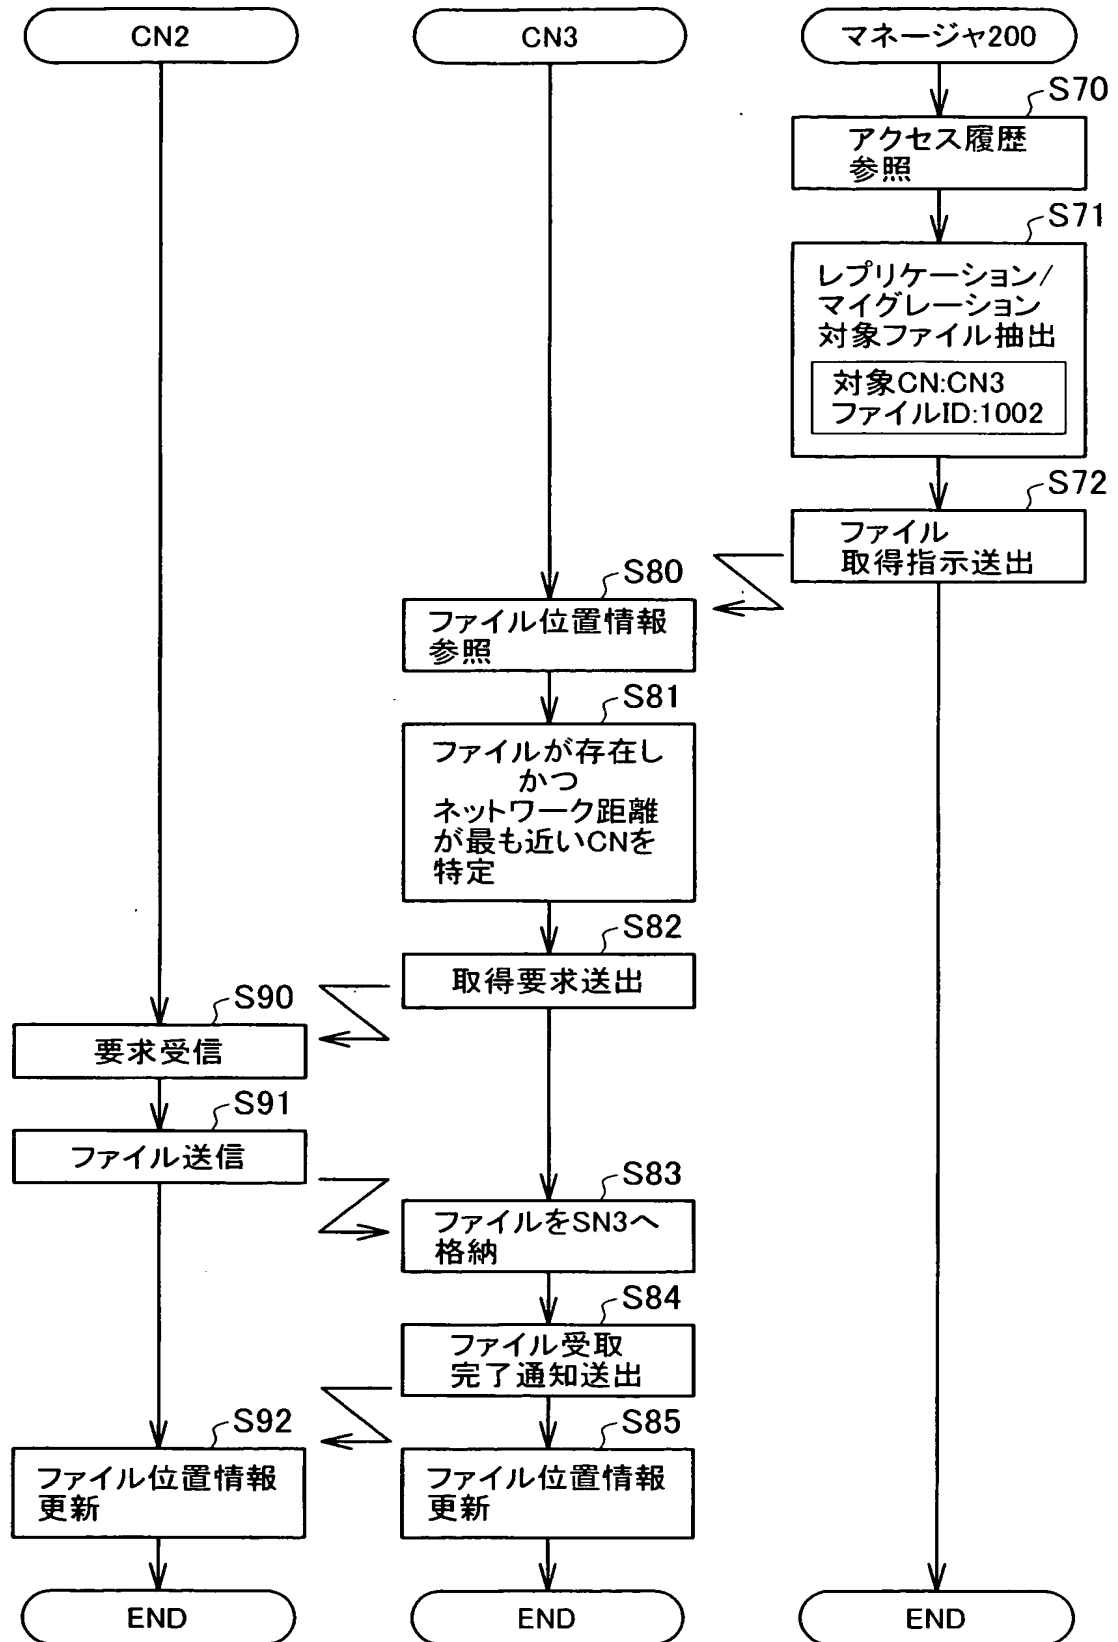 CN2
CN3
マネージャ200
S70
アクセス履歴
参照
S71
レプリケーション/
マイグレーション
対象ファイル抽出
対象CN:CN3
ファイルID:1002
S72
ファイル
取得指示送出
S80
ファイル位置情報
参照
S81
ファイルが存在し
かつ
ネットワーク距離
が最も近いCNを
特定
S82
取得要求送出
S90
要求受信
S91
ファイル送信
S83
ファイルをSN3へ
格納
S84
ファイル受取
完了通知送出
S92
ファイル位置情報
更新
S85
ファイル位置情報
更新
END
END
END